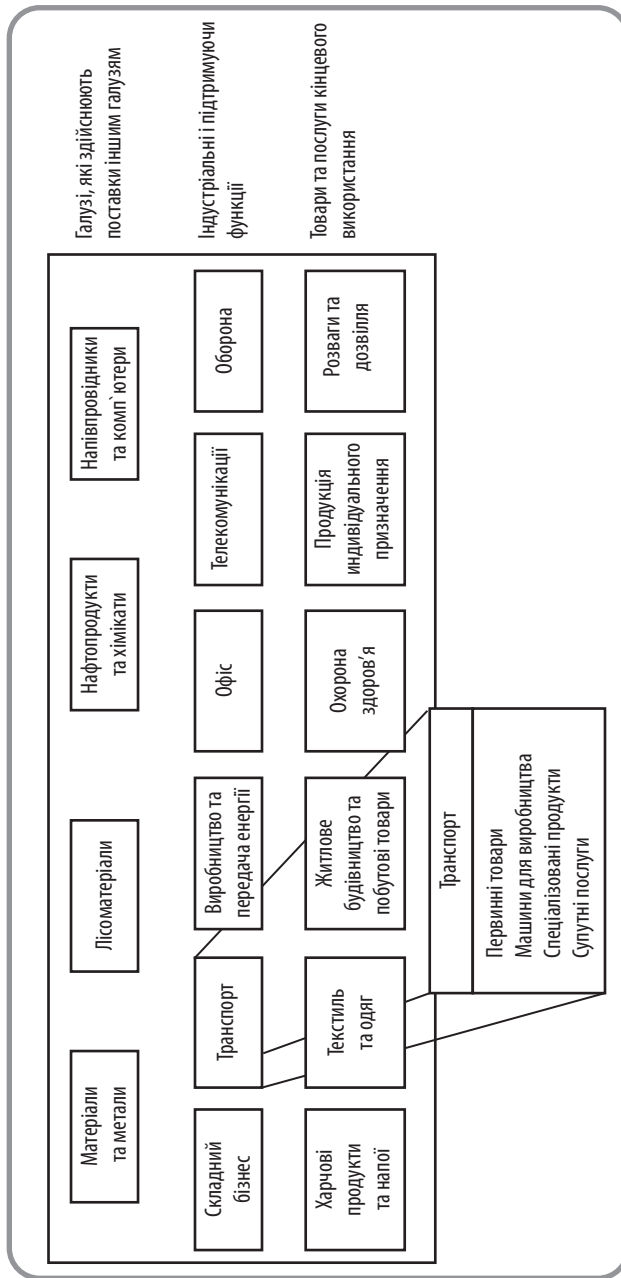 Матеріали
та метали
Лісоматеріали
Нафтопродукти
та хімікати
Напівпровідники
та комп`ютери
Галузі, які здійснюють
поставки іншим галузям
Складний
бізнес
Транспорт
Виробництво та
передача енергії
Офіс
Телекомунікації
Оборона
Індустріальні і підтримуючи
функції
Харчові
продукти
та напої
Текстиль
та одяг
Житлове
будівництво та
побутові товари
Охорона
здоров'я
Продукція
индивідуального
призначення
Розваги та
дозвілля
Товари та послуги кінцевого
використання
Транспорт
Первинні товари
Машини для виробництва
Спеціалізовані продукти
Супутні послуги